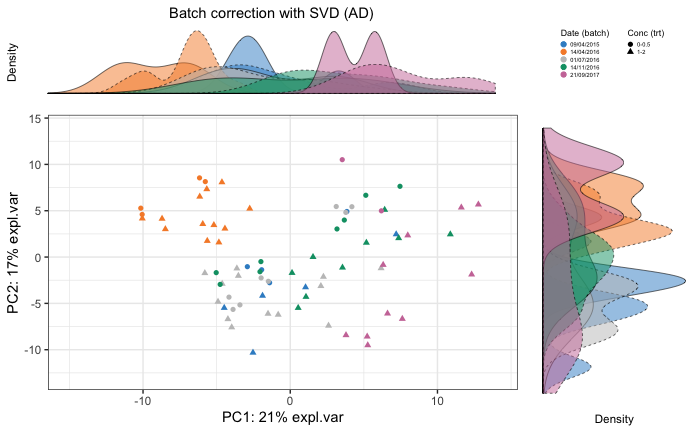 Batch correction with SVD (AD)
Density
Date (batch)
09/04/2015
14/04/2016
01/07/2016
14/11/2016
21/09/2017
Conc (trt)
0-0.5
1-2
PC2: 17% expl.var
15
10
5
0
-5
-10
-10
0
10
PC1: 21% expl.var
Density